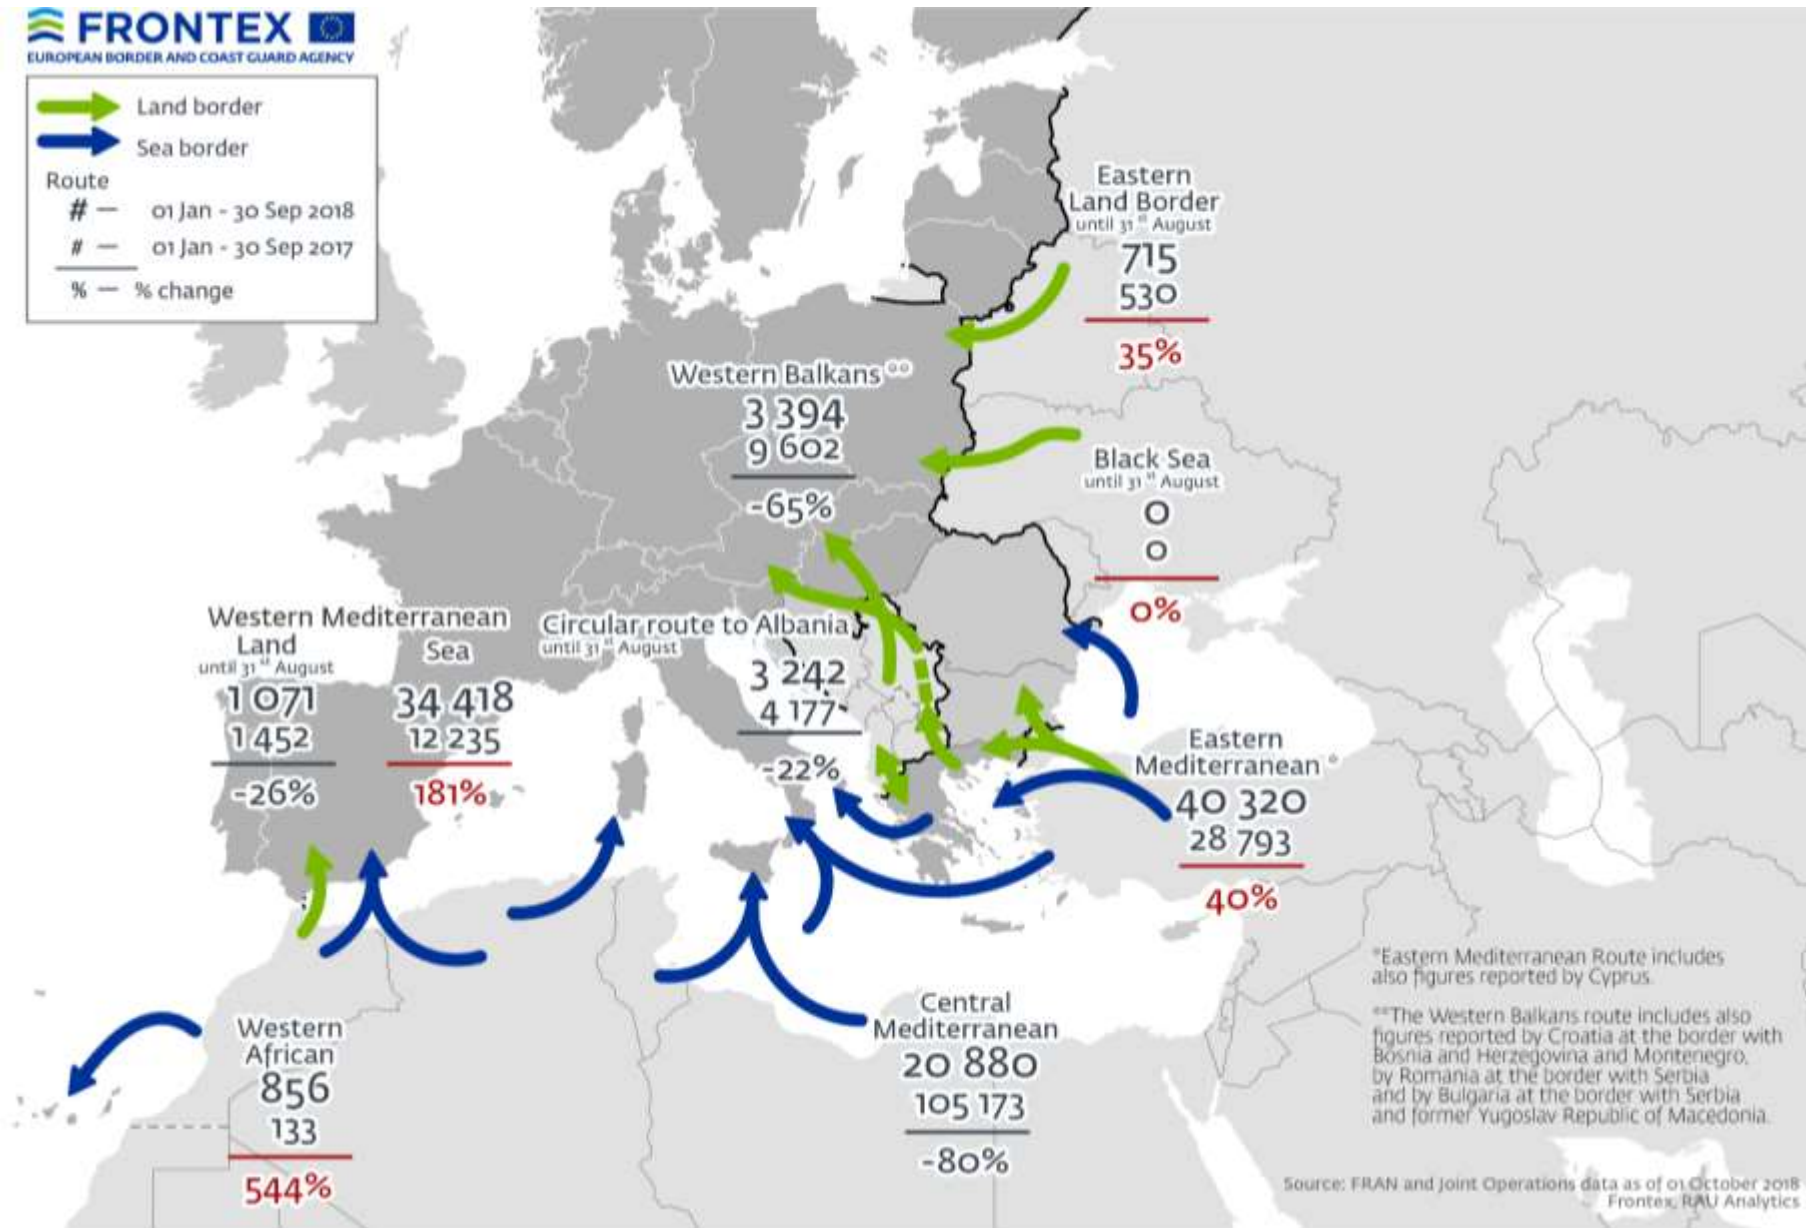 FRONTEX
EUROPEAN BORDER AND COAST GUARD AGENCY
Land border
Sea border
Route
# — 01 Jan - 30 Sep 2018
# — 01 Jan - 30 Sep 2017
% — % change
Eastern
Land Border
until 31st August
715
530
35%
Western Balkans **
3 394
9 602
-65%
Black Sea
until 31st August
0
0
0%
Western Mediterranean
Land
until 31st August
1 071
1 452
-26%
Sea
34 418
12 235
181%
Circular route to Albania
until 31st August
3 242
4 177
-22%
Eastern
Mediterranean *
40 320
28 793
40%
Western
African
856
133
544%
Central
Mediterranean
20 880
105 173
-80%
*Eastern Mediterranean Route includes
also figures reported by Cyprus.
**The Western Balkans route includes also
figures reported by Croatia at the border with
Bosnia and Herzegovina and Montenegro,
by Romania at the border with Serbia
and by Bulgaria at the border with Serbia
and former Yugoslav Republic of Macedonia.
Source: FRAN and Joint Operations data as of 01 October 2018
Frontex, RAU Analytics